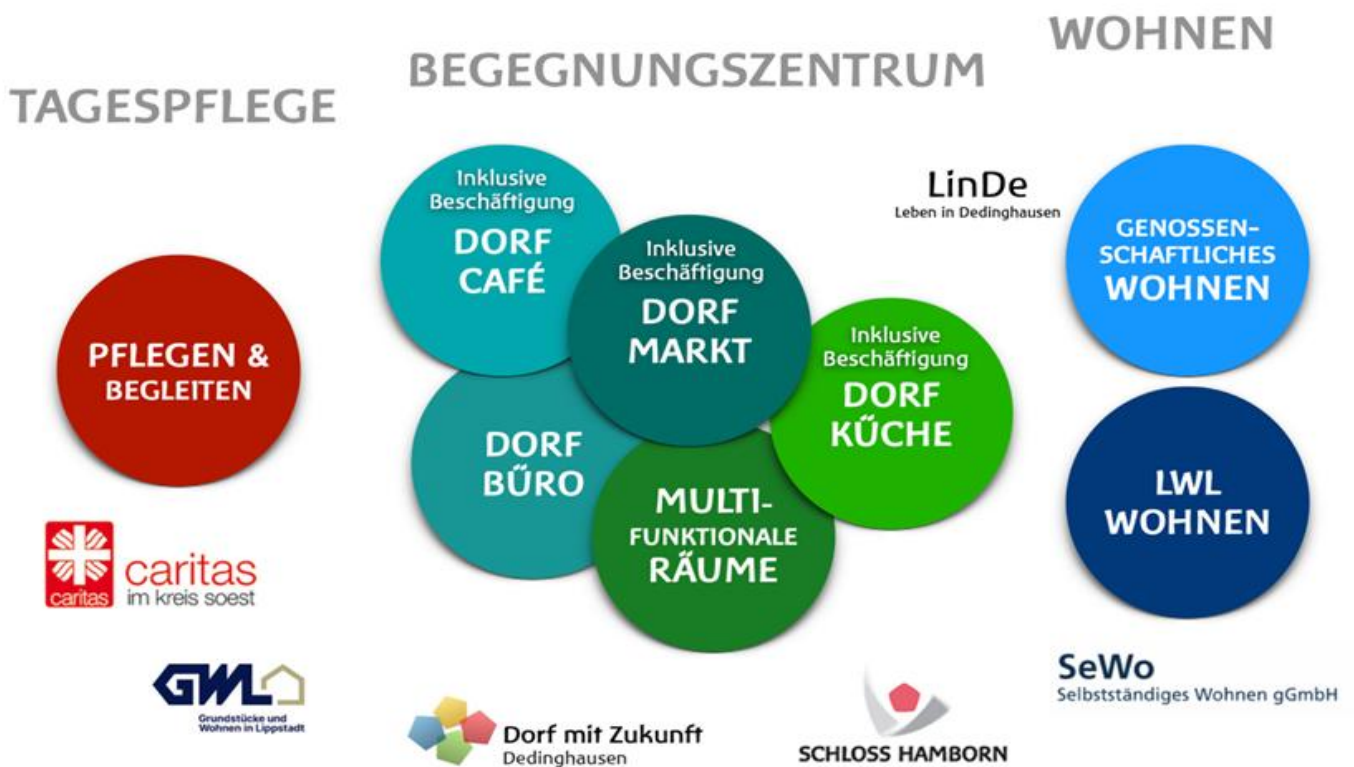 TAGESPFLEGE
BEGEGNUNGSZENTRUM
WOHNEN
PFLEGEN &
BEGLEITEN
Inklusive
Beschäftigung
DORF
CAFÉ
Inklusive
Beschäftigung
DORF
MARKT
Inklusive
Beschäftigung
DORF
KÜCHE
DORF
BÜRO
MULTI-
FUNKTIONALE
RÄUME
LinDe
Leben in Dedinghausen
GENOSSEN-
SCHAFTLICHES
WOHNEN
LWL
WOHNEN
caritas
caritas
im kreis soest
GWL
Grundstücke und
Wohnen in Lippstadt
Dorf mit Zukunft
Dedinghausen
SCHLOSS HAMBORN
SeWo
Selbstständiges Wohnen gGmbH